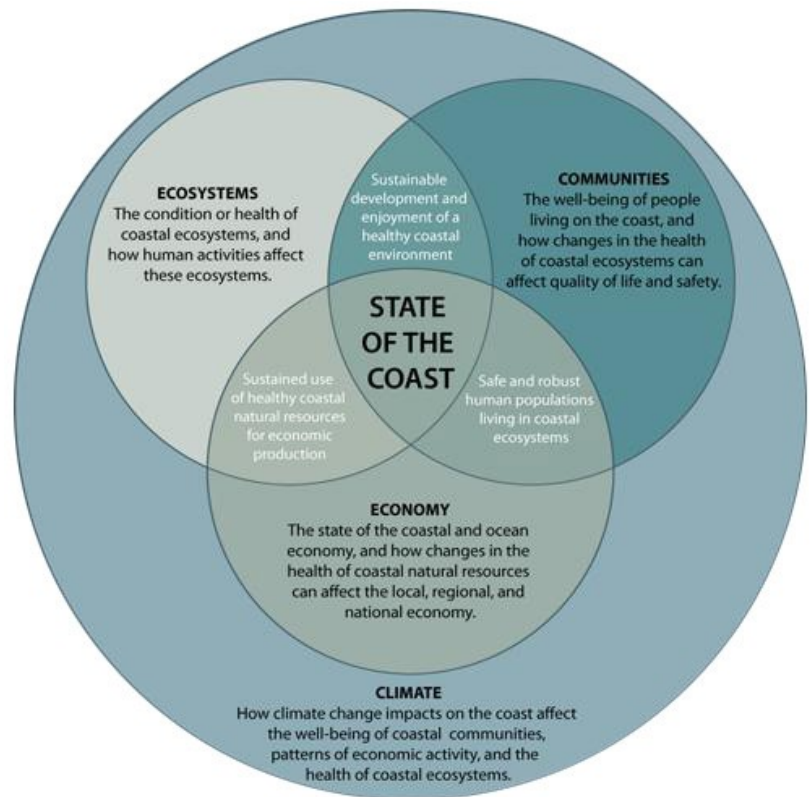 ECOSYSTEMS
The condition or health of
coastal ecosystems, and
how human activities affect
these ecosystems.
Sustainable
development and
enjoyment of a
healthy coastal
environment
COMMUNITIES
The well-being of people
living on the coast, and
how changes in the health
of coastal ecosystems can
affect quality of life and safety.
STATE
OF THE
COAST
Sustained use
of healthy coastal
natural resources
for economic
production
Safe and robust
human populations
living in coastal
ecosystems
ECONOMY
The state of the coastal and ocean
economy, and how changes in the
health of coastal natural resources
can affect the local, regional, and
national economy.
CLIMATE
How climate change impacts on the coast affect
the well-being of coastal communities,
patterns of economic activity, and the
health of coastal ecosystems.